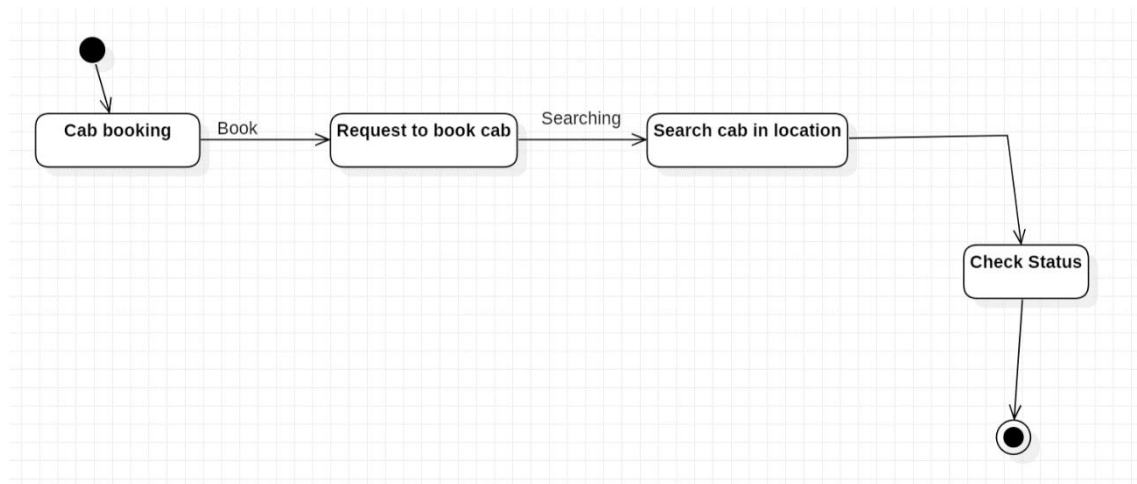 Cab booking
Book
Request to book cab
Searching
Search cab in location
Check Status